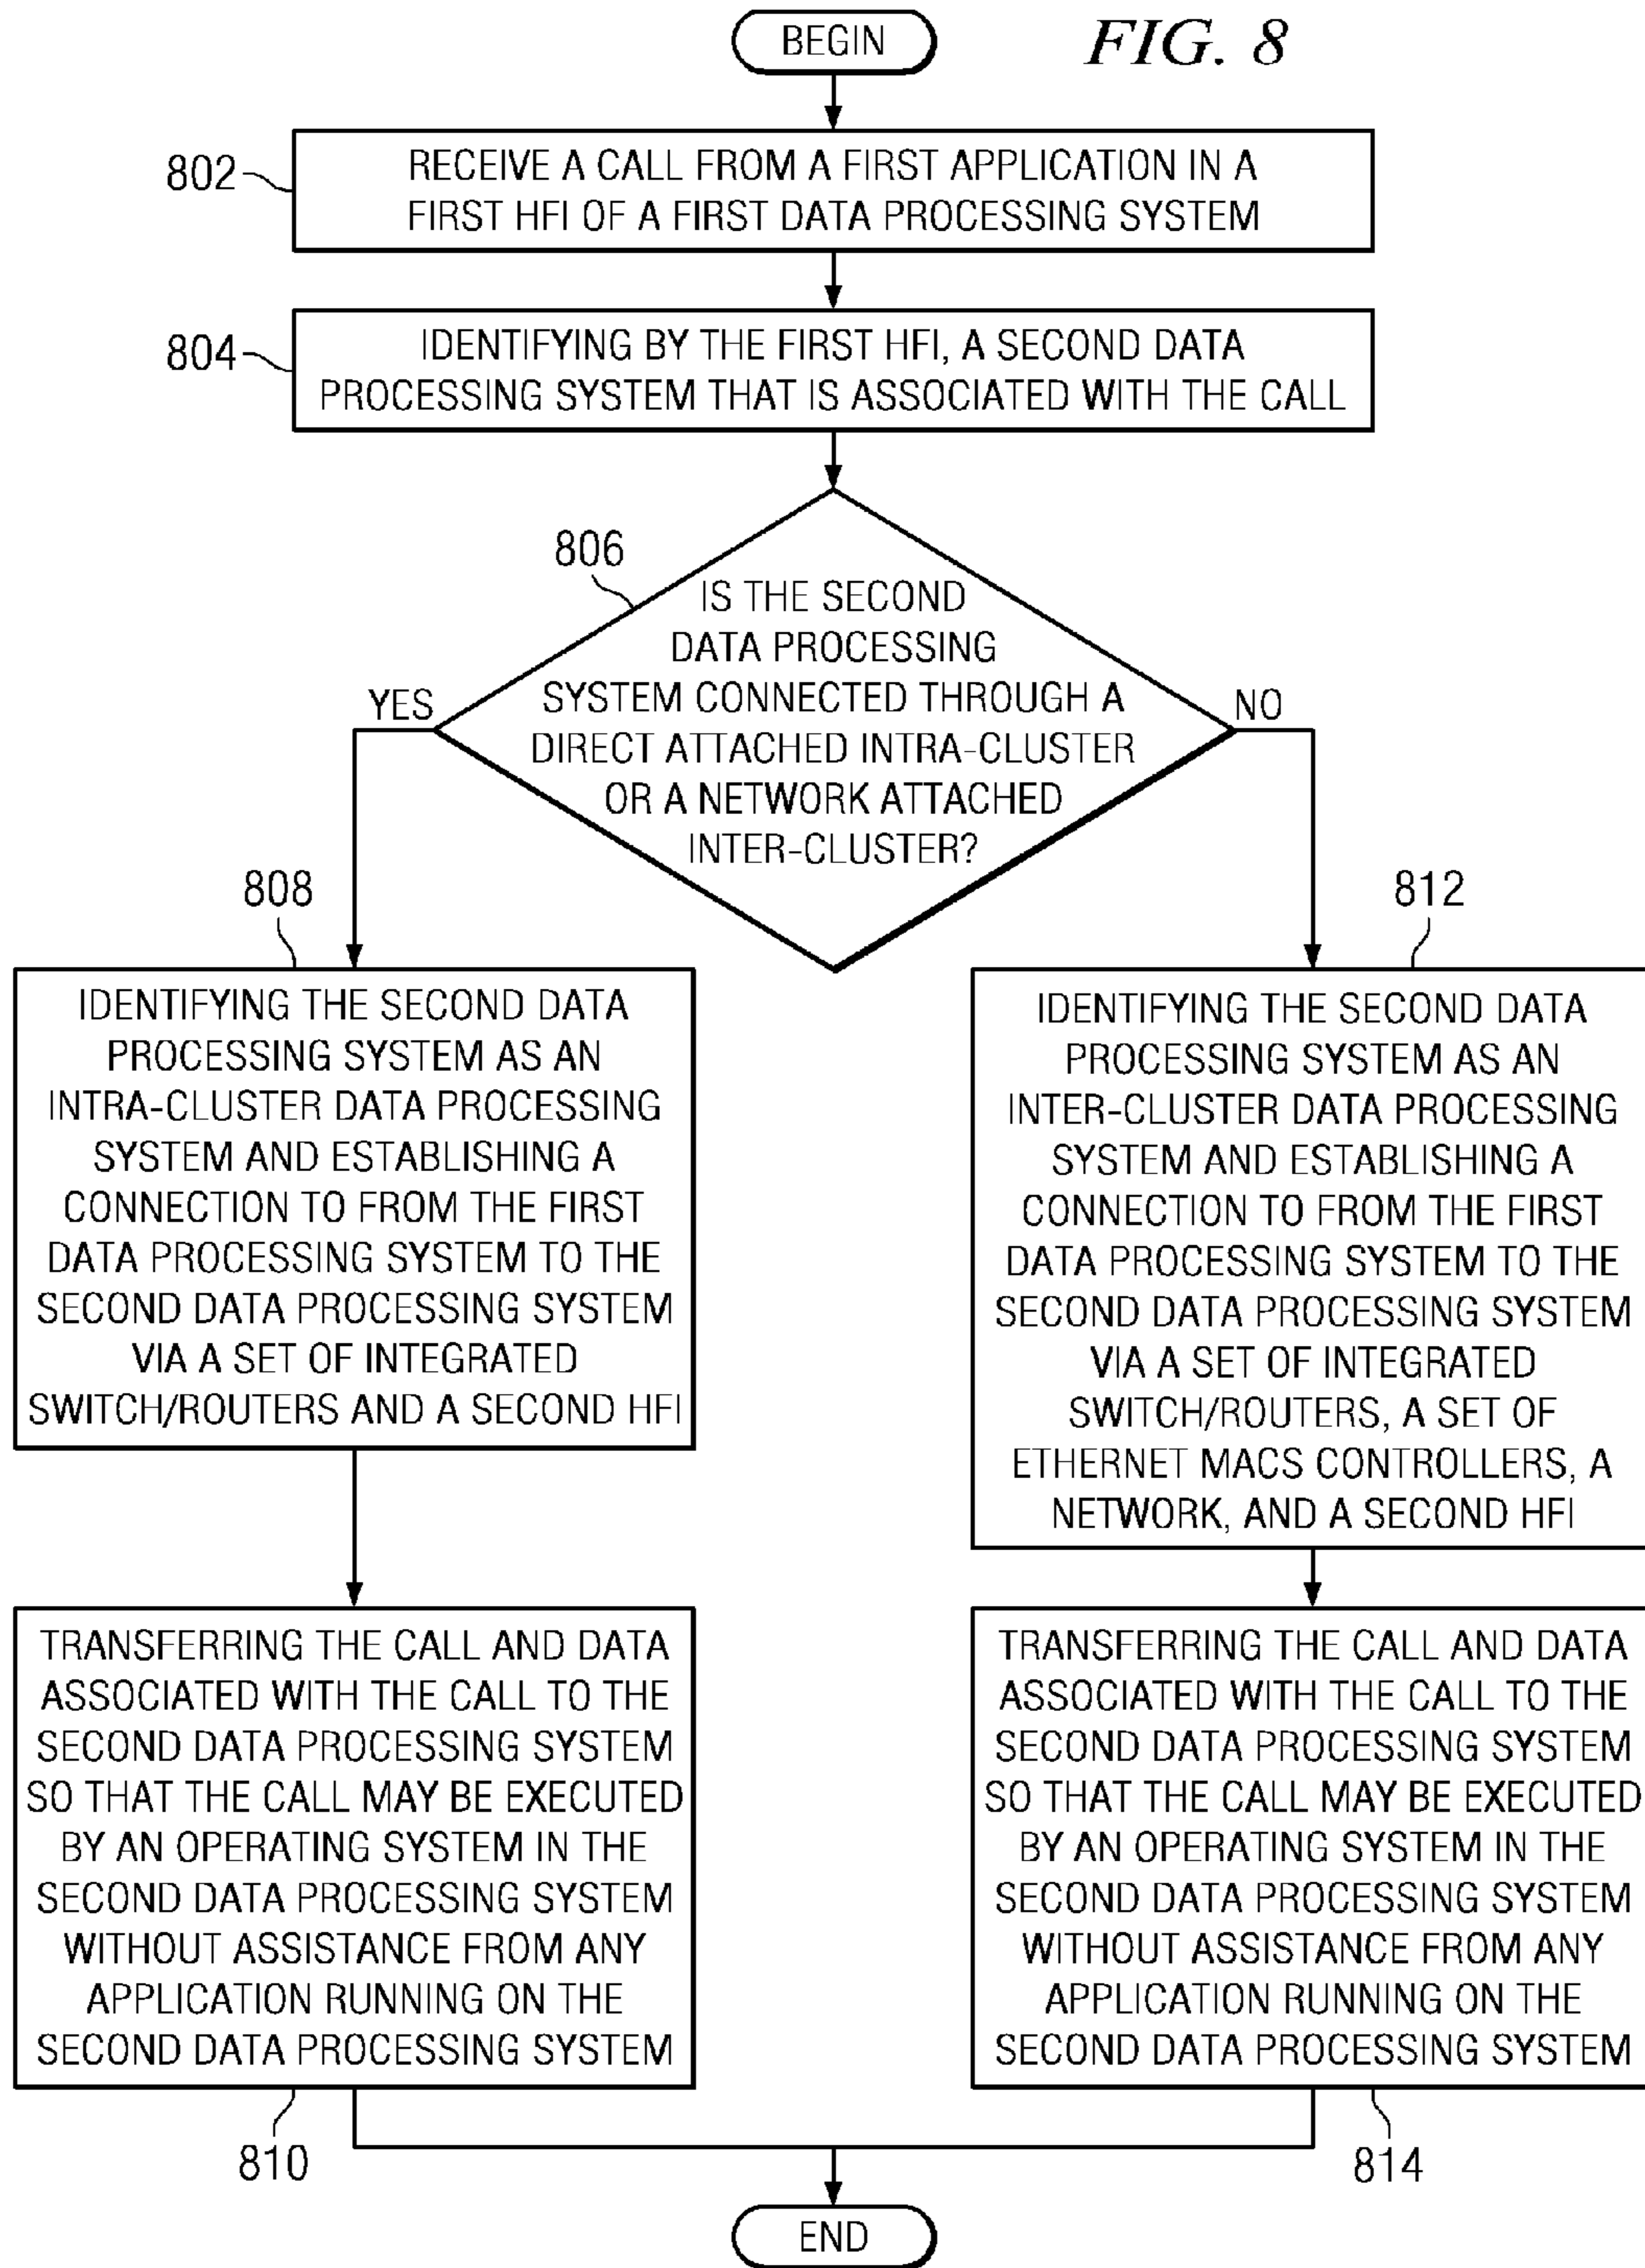 BEGIN
FIG. 8
802
RECEIVE A CALL FROM A FIRST APPLICATION IN A
FIRST HFI OF A FIRST DATA PROCESSING SYSTEM
804
IDENTIFYING BY THE FIRST HFI, A SECOND DATA
PROCESSING SYSTEM THAT IS ASSOCIATED WITH THE CALL
806
IS THE SECOND
DATA PROCESSING
SYSTEM CONNECTED THROUGH A
DIRECT ATTACHED INTRA-CLUSTER
OR A NETWORK ATTACHED
INTER-CLUSTER?
YES
NO
808
IDENTIFYING THE SECOND DATA
PROCESSING SYSTEM AS AN
INTRA-CLUSTER DATA PROCESSING
SYSTEM AND ESTABLISHING A
CONNECTION TO FROM THE FIRST
DATA PROCESSING SYSTEM TO THE
SECOND DATA PROCESSING SYSTEM
VIA A SET OF INTEGRATED
SWITCH/ROUTERS AND A SECOND HFI
812
IDENTIFYING THE SECOND DATA
PROCESSING SYSTEM AS AN
INTER-CLUSTER DATA PROCESSING
SYSTEM AND ESTABLISHING A
CONNECTION TO FROM THE FIRST
DATA PROCESSING SYSTEM TO THE
SECOND DATA PROCESSING SYSTEM
VIA A SET OF INTEGRATED
SWITCH/ROUTERS, A SET OF
ETHERNET MACS CONTROLLERS, A
NETWORK, AND A SECOND HFI
TRANSFERRING THE CALL AND DATA
ASSOCIATED WITH THE CALL TO THE
SECOND DATA PROCESSING SYSTEM
SO THAT THE CALL MAY BE EXECUTED
BY AN OPERATING SYSTEM IN THE
SECOND DATA PROCESSING SYSTEM
WITHOUT ASSISTANCE FROM ANY
APPLICATION RUNNING ON THE
SECOND DATA PROCESSING SYSTEM
810
TRANSFERRING THE CALL AND DATA
ASSOCIATED WITH THE CALL TO THE
SECOND DATA PROCESSING SYSTEM
SO THAT THE CALL MAY BE EXECUTED
BY AN OPERATING SYSTEM IN THE
SECOND DATA PROCESSING SYSTEM
WITHOUT ASSISTANCE FROM ANY
APPLICATION RUNNING ON THE
SECOND DATA PROCESSING SYSTEM
814
END